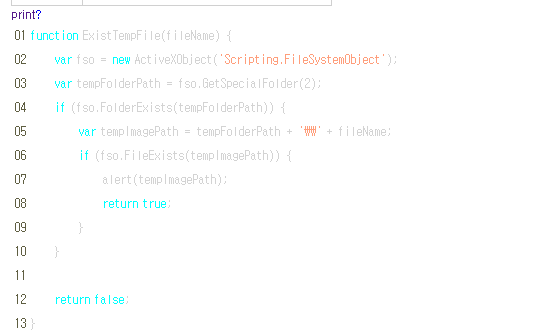 print?
01 function ExistTempFile(fileName) {
02 var fso = new ActiveXObject('Scripting.FileSystemObject');
03 var tempFolderPath = fso.GetSpecialFolder(2);
04 if (fso.FolderExists(tempFolderPath)) {
05 var tempImagePath = tempFolderPath + '₩₩' + fileName;
06 if (fso.FileExists(tempImagePath)) {
07 alert(tempImagePath);
08 return true;
09 }
10 }
11
12 return false;
13 }